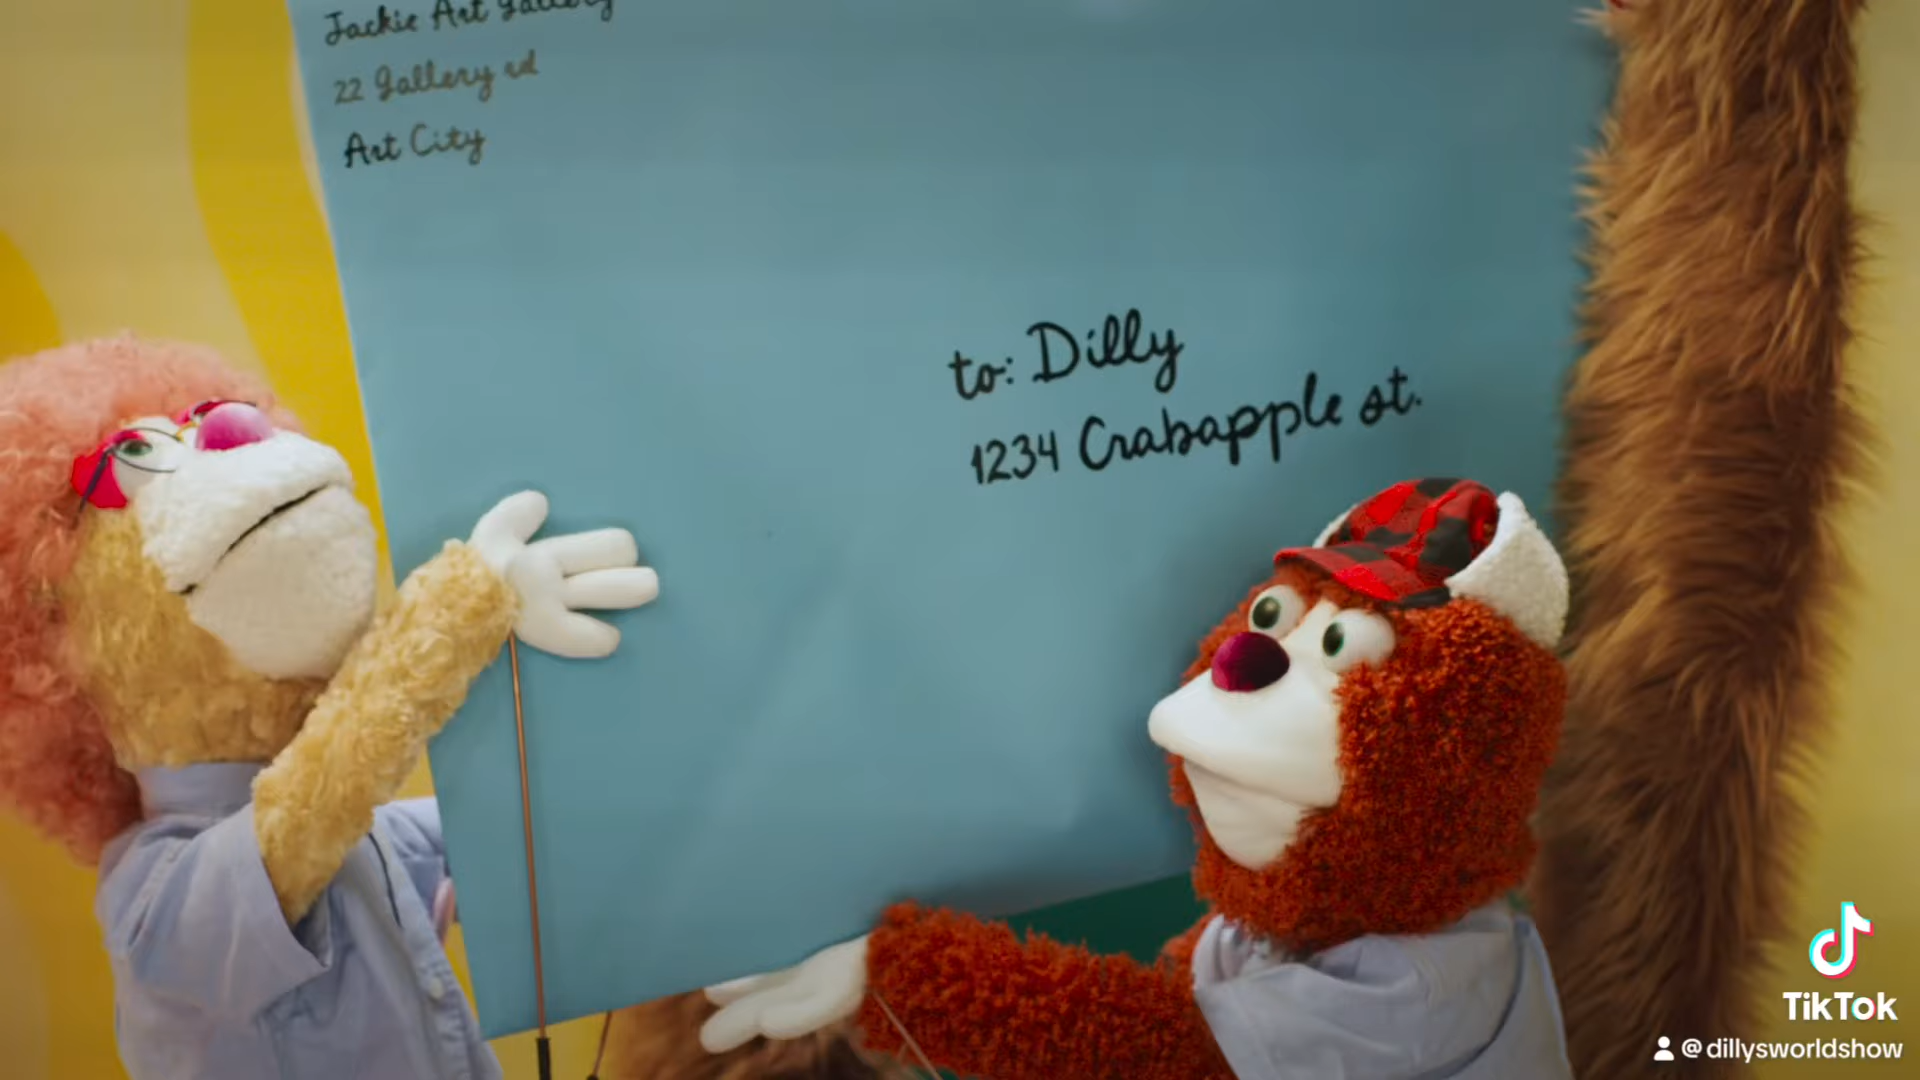 Jackie Art Gallery
22 Gallery rd
Art City
to: Dilly
1234 Crabapple st.
TikTok
@dillysworldshow